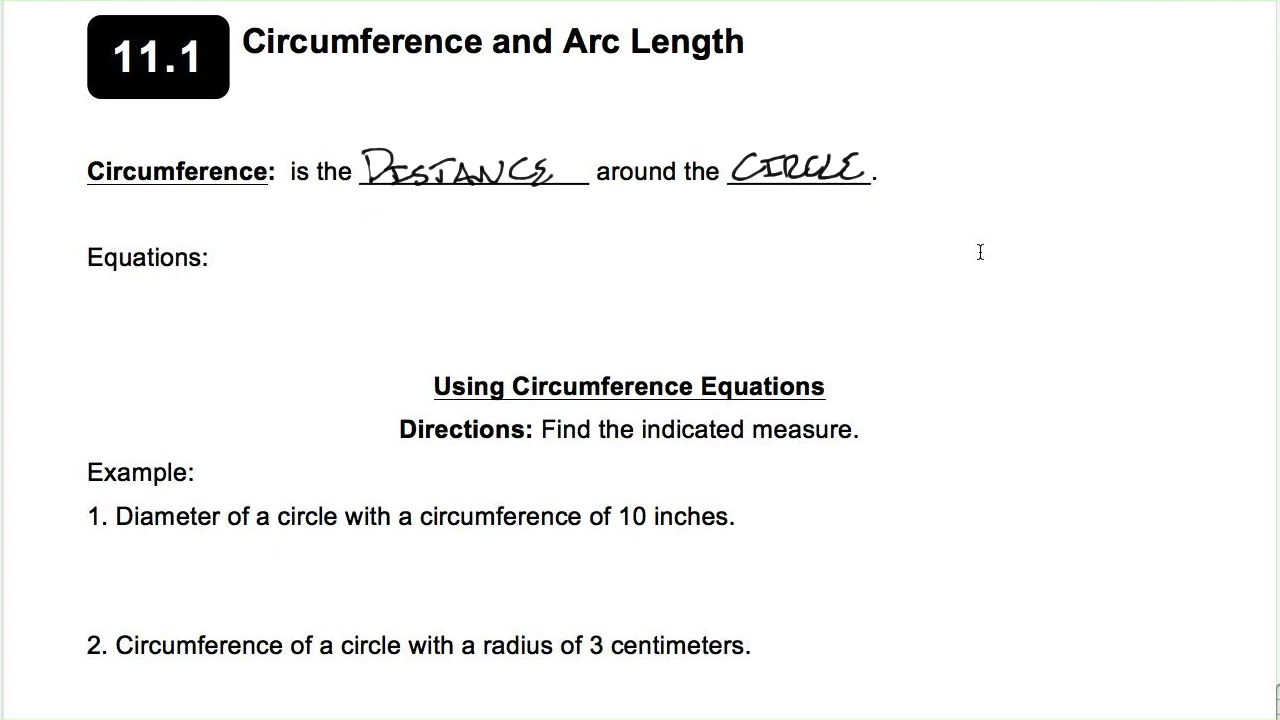 11.1 Circumference and Arc Length
Circumference: is the DISTANCE around the CIRCLE.
Equations:
Using Circumference Equations
Directions: Find the indicated measure.
Example:
1. Diameter of a circle with a circumference of 10 inches.
2. Circumference of a circle with a radius of 3 centimeters.